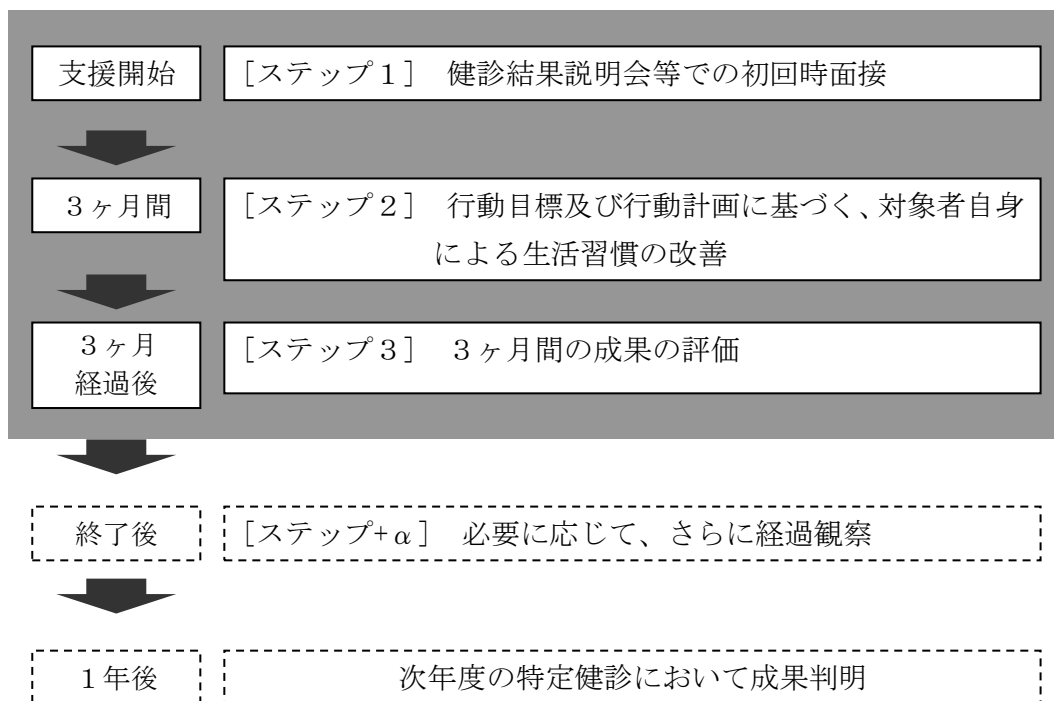 支援開始
［ステップ１］ 健診結果説明会等での初回時面接
３ヶ月間
［ステップ２］ 行動目標及び行動計画に基づく、対象者自身
による生活習慣の改善
３ヶ月
経過後
［ステップ３］ ３ヶ月間の成果の評価
終了後
［ステップ+α］ 必要に応じて、さらに経過観察
１年後
次年度の特定健診において成果判明